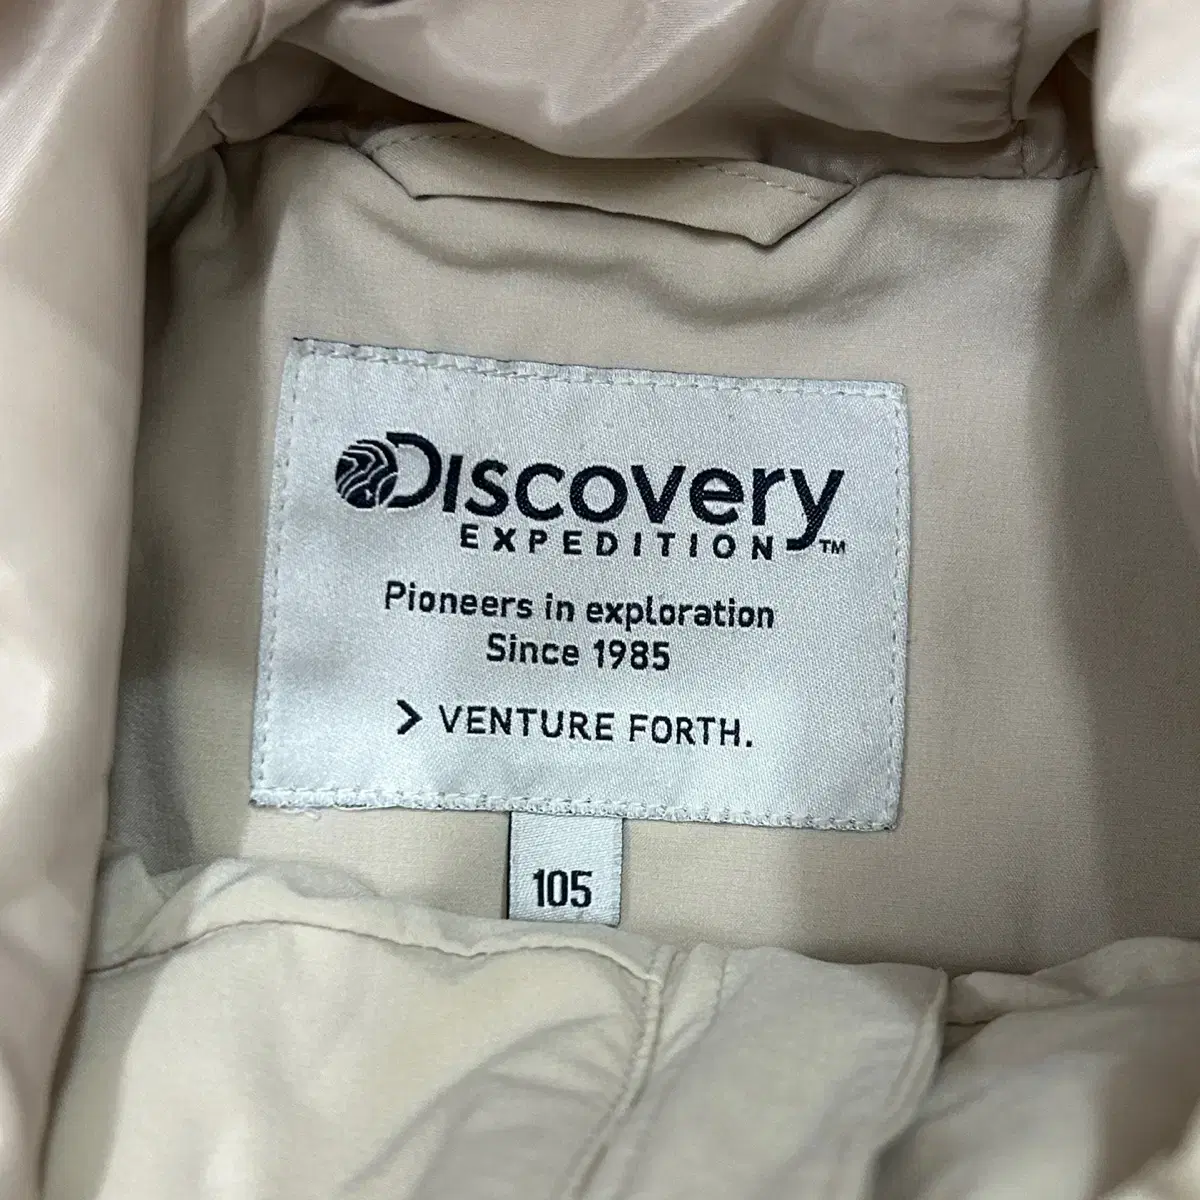 Discovery
EXPEDITION™
Pioneers in exploration
Since 1985
> VENTURE FORTH.
105